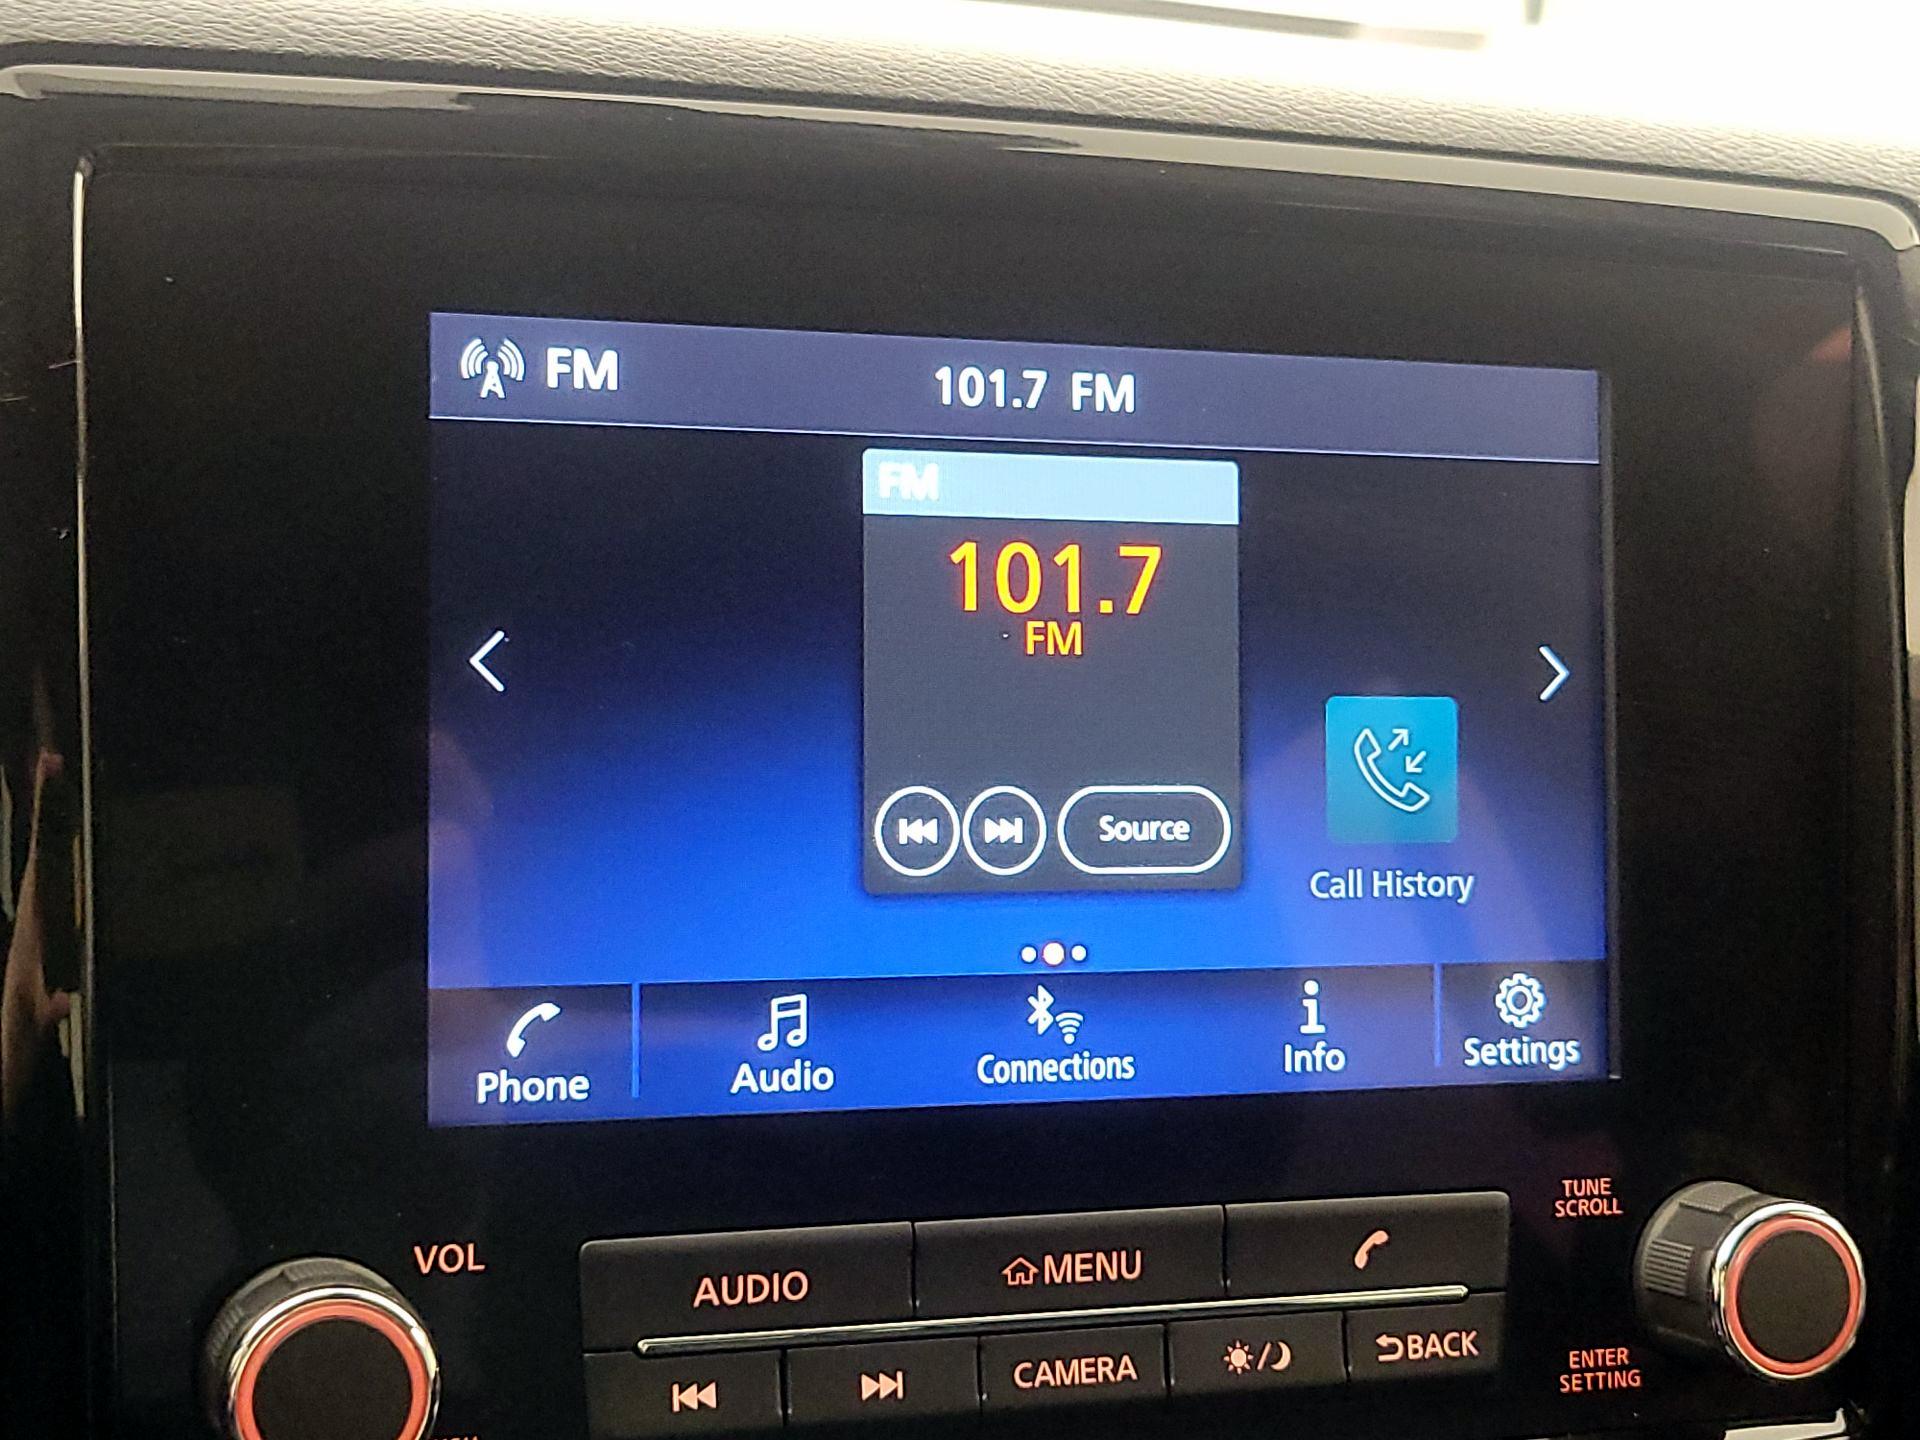 FM
101.7 FM
FM
101.7
FM
Source
Call History
Phone
Audio
Connections
Info
Settings
VOL
TUNE
SCROLL
AUDIO
MENU
CAMERA
BACK
ENTER
SETTING